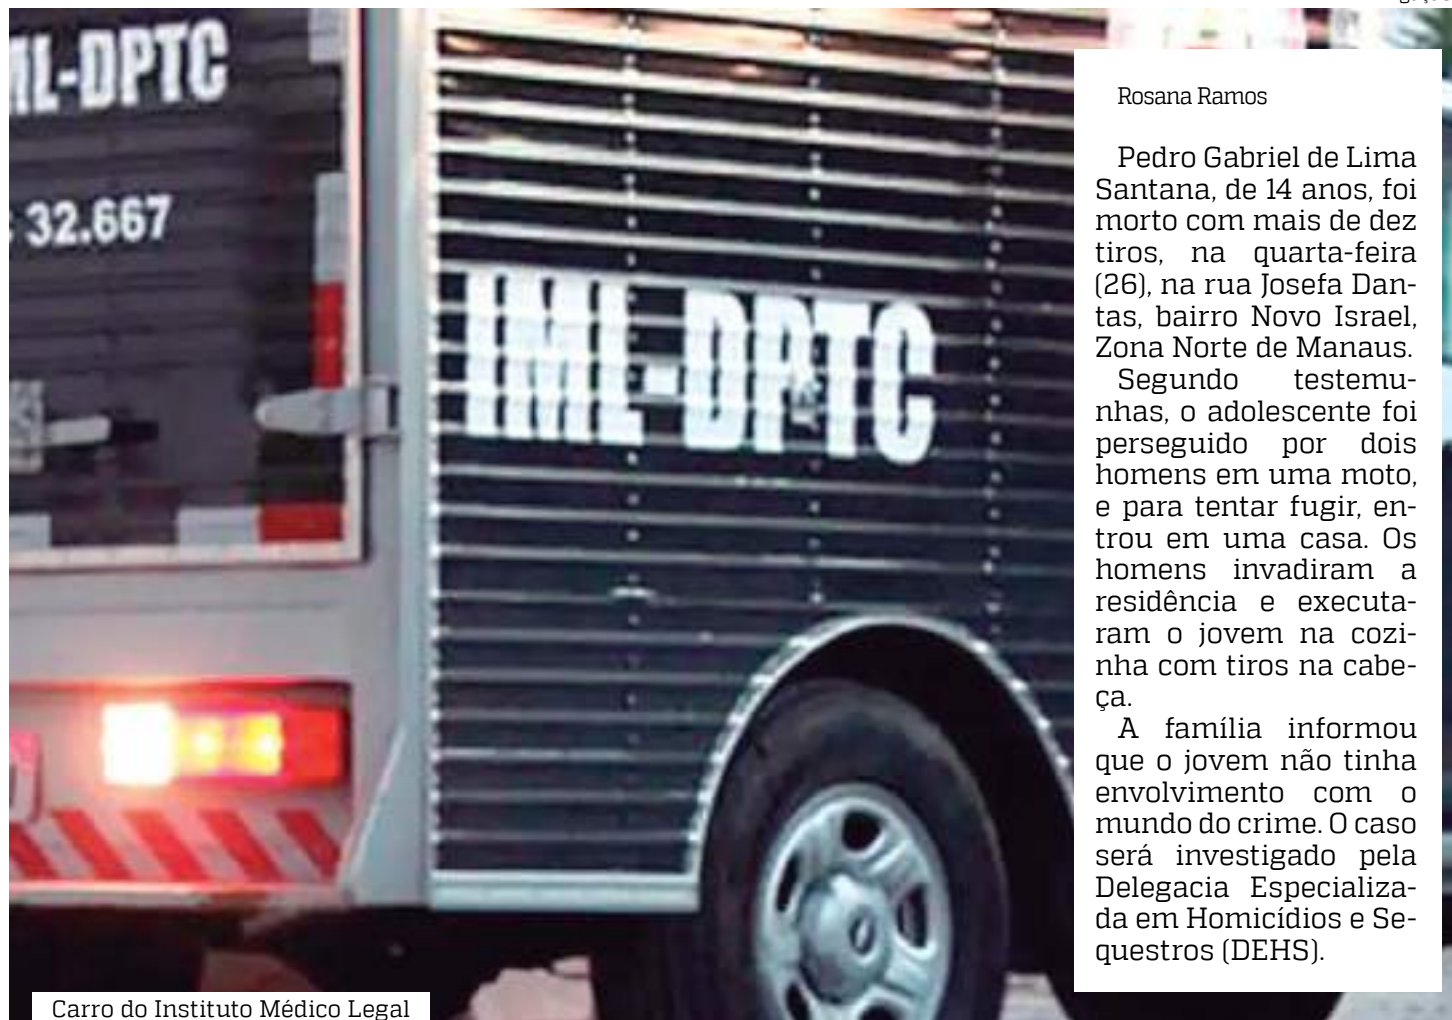 ML-DPTC
32.667
IML-DPTC
Rosana Ramos
Pedro Gabriel de Lima
Santana, de 14 anos, foi
morto com mais de dez
tiros, na quarta-feira
(26), na rua Josefa Dan-
tas, bairro Novo Israel,
Zona Norte de Manaus.
Segundo testemu-
nhas, o adolescente foi
perseguido por dois
homens em uma moto,
e para tentar fugir, en-
trou em uma casa. Os
homens invadiram a
residência e executa-
ram o jovem na cozi-
nha com tiros na cabe-
ça.
A família informou
que o jovem não tinha
envolvimento com o
mundo do crime. O caso
será investigado pela
Delegacia Especializa-
da em Homicídios e Se-
questros (DEHS).
Carro do Instituto Médico Legal